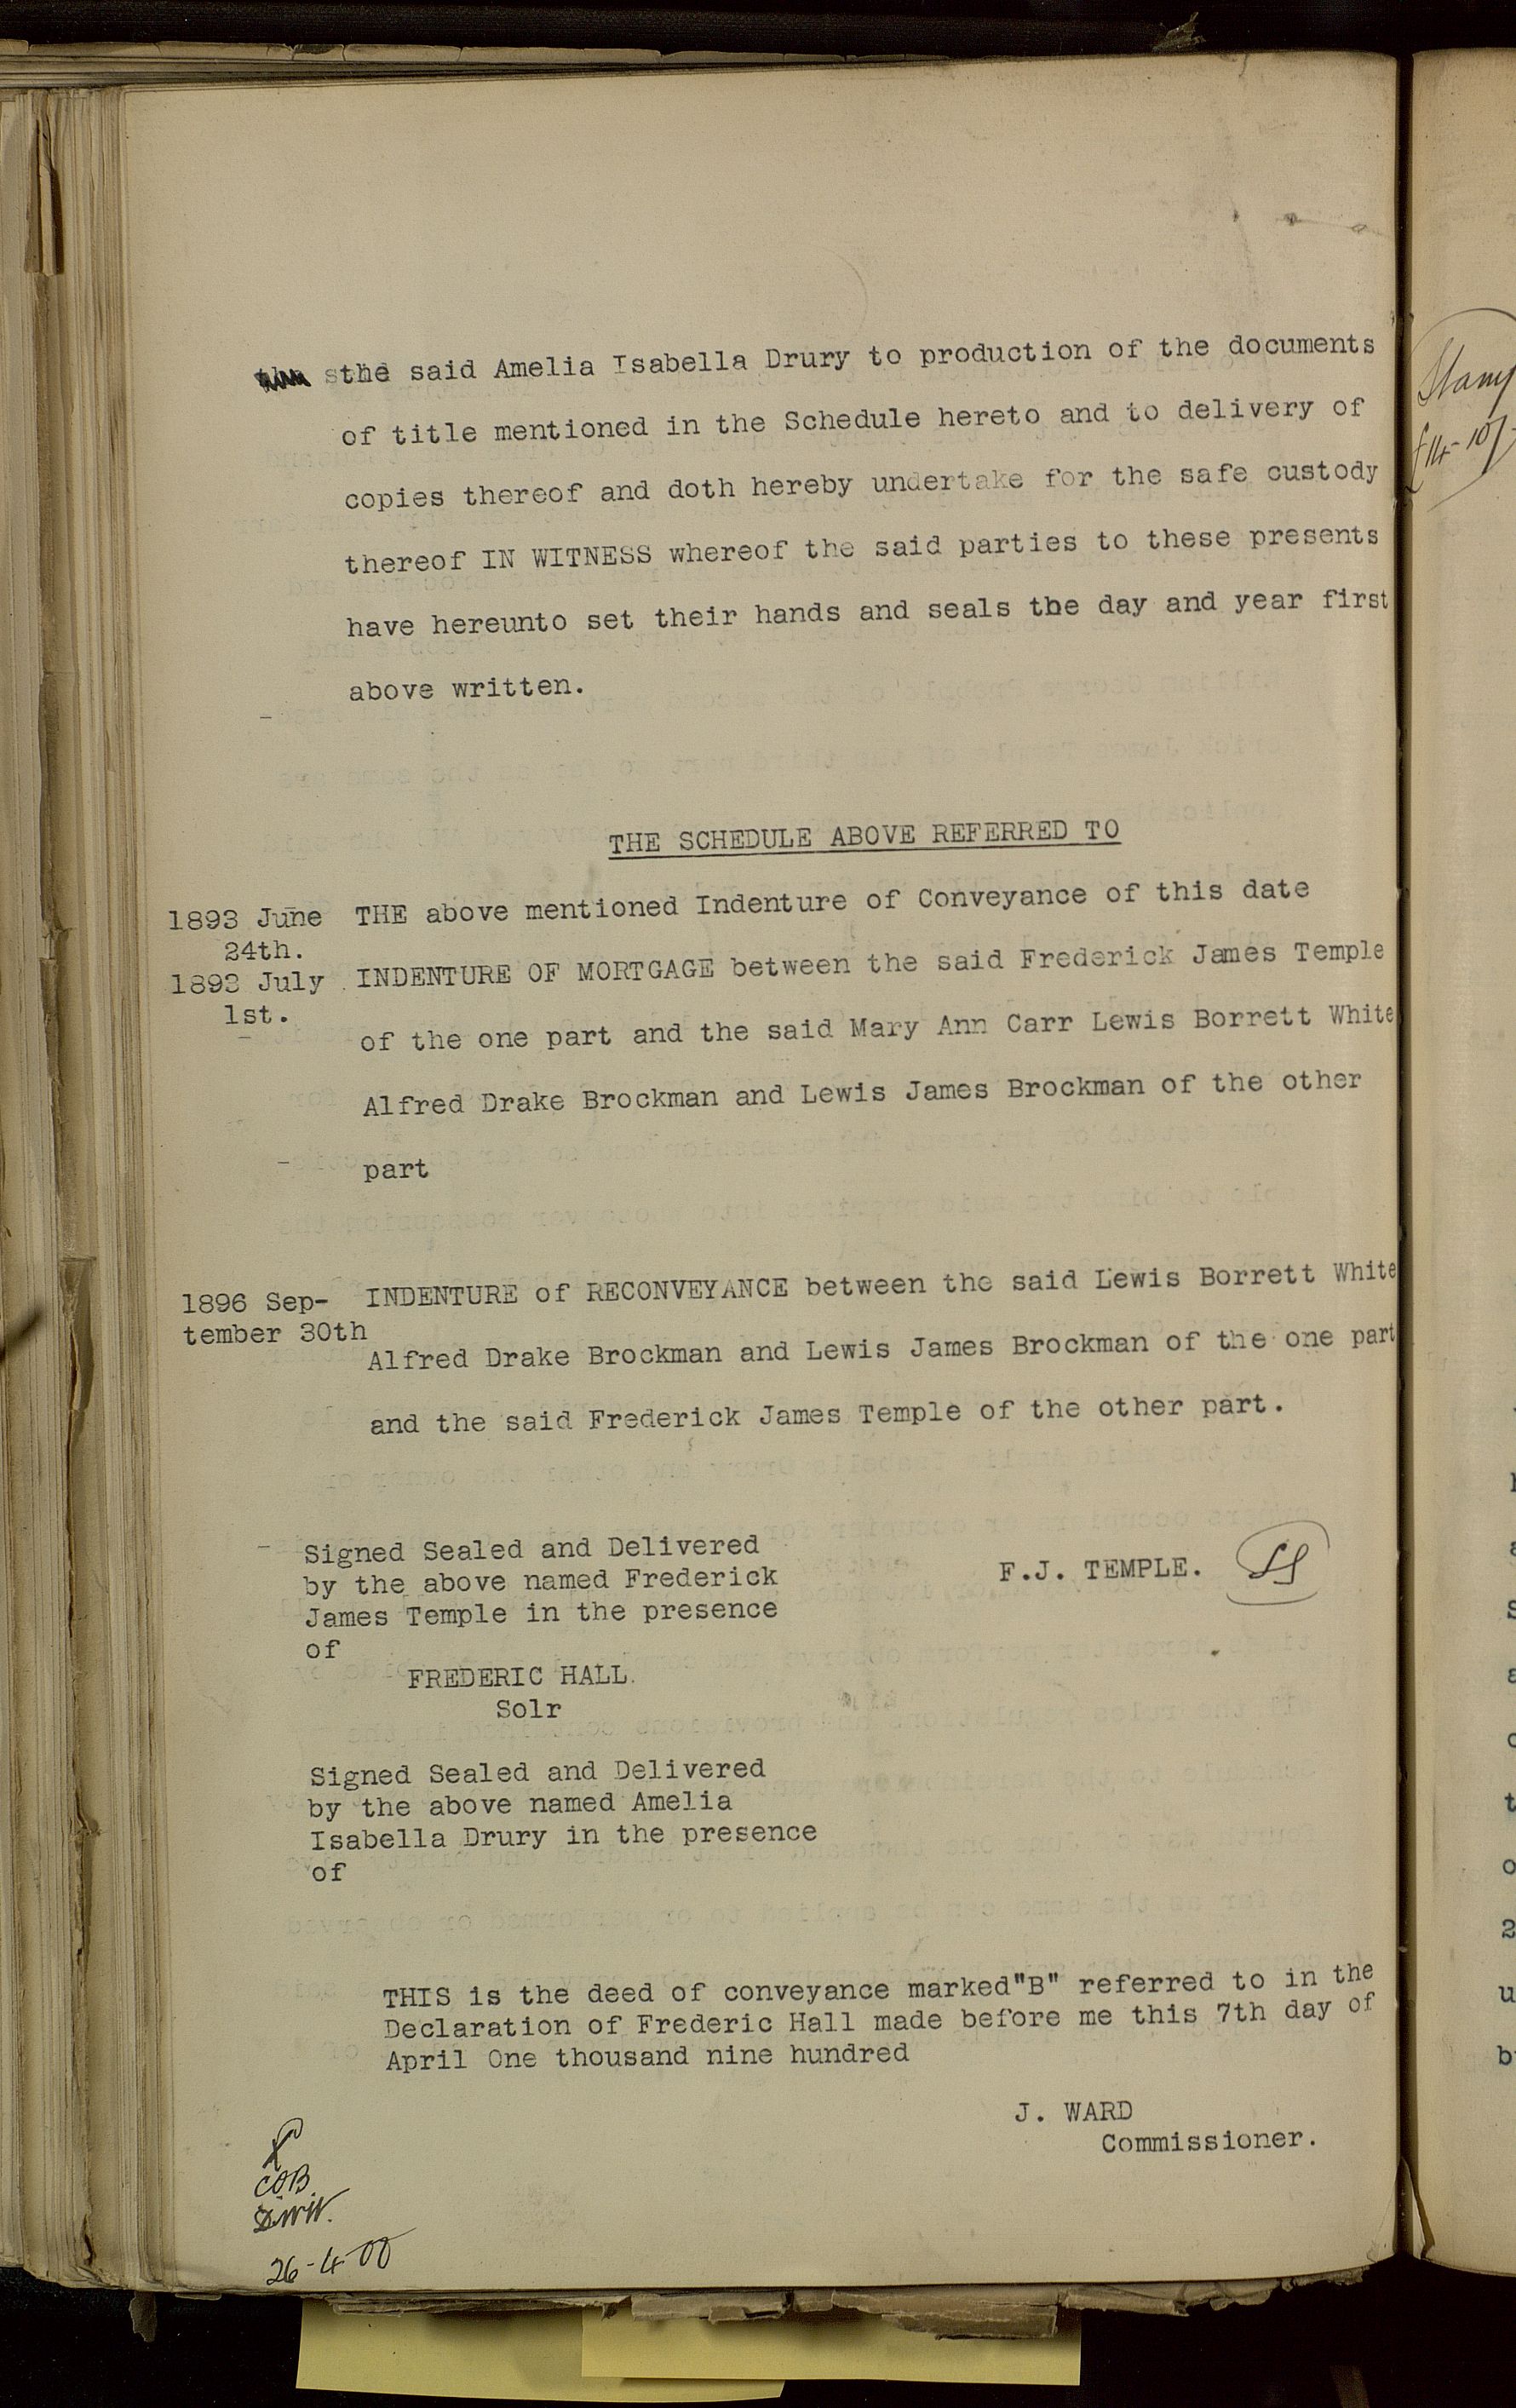 the said Amelia Isabella Drury to production of the documents
of title mentioned in the Schedule hereto and to delivery of
copies thereof and doth hereby undertake for the safe custody
thereof IN WITNESS whereof the said parties to these presents
have hereunto set their hands and seals the day and year first
above written.
THE SCHEDULE ABOVE REFERRED TO
1893 June THE above mentioned Indenture of Conveyance of this date
24th.
1893 July INDENTURE OF MORTGAGE between the said Frederick James Temple
1st.
of the one part and the said Mary Ann Carr Lewis Borrett White
Alfred Drake Brockman and Lewis James Brockman of the other
part
1896 Sep- INDENTURE of RECONVEYANCE between the said Lewis Borrett White
tember 30th
Alfred Drake Brockman and Lewis James Brockman of the one part
and the said Frederick James Temple of the other part.
Signed Sealed and Delivered
by the above named Frederick F.J. TEMPLE.
James Temple in the presence
of
FREDERIC HALL.
Solr
Signed Sealed and Delivered
by the above named Amelia
Isabella Drury in the presence
of
THIS is the deed of conveyance marked"B" referred to in the
Declaration of Frederic Hall made before me this 7th day of
April One thousand nine hundred
J. WARD
Commissioner.
COB
26-4-00